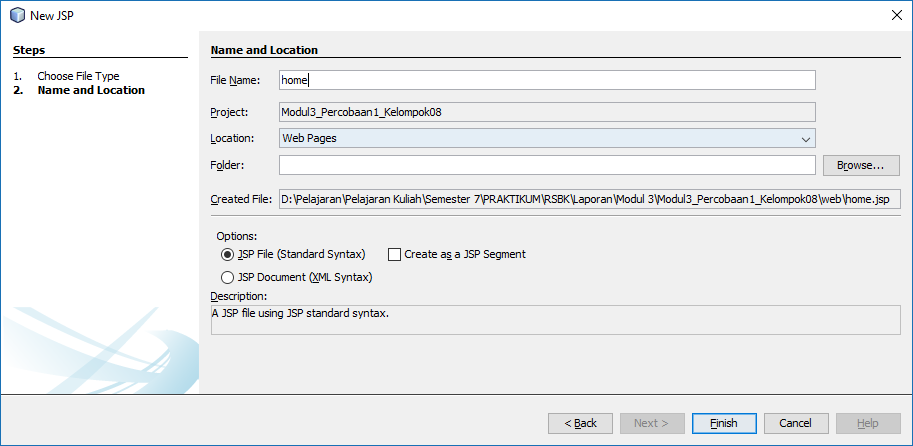 New JSP
Steps
1. Choose File Type
2. Name and Location
Name and Location
File Name: home
Project: Modul3_Percobaan1_Kelompok08
Location: Web Pages
Folder: Browse...
Created File: D:\Pelajaran\Pelajaran Kuliah\Semester 7\PRAKTIKUM\RSBK\Laporan\Modul 3\Modul3_Percobaan1_Kelompok08\web\home.jsp
Options:
JSP File (Standard Syntax) Create as a JSP Segment
JSP Document (XML Syntax)
Description:
A JSP file using JSP standard syntax.
< Back Next > Finish Cancel Help